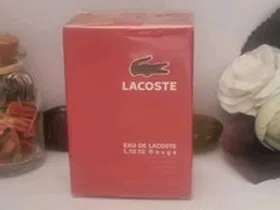 LACOSTE
EAU DE LACOSTE
L.12.12 Rouge